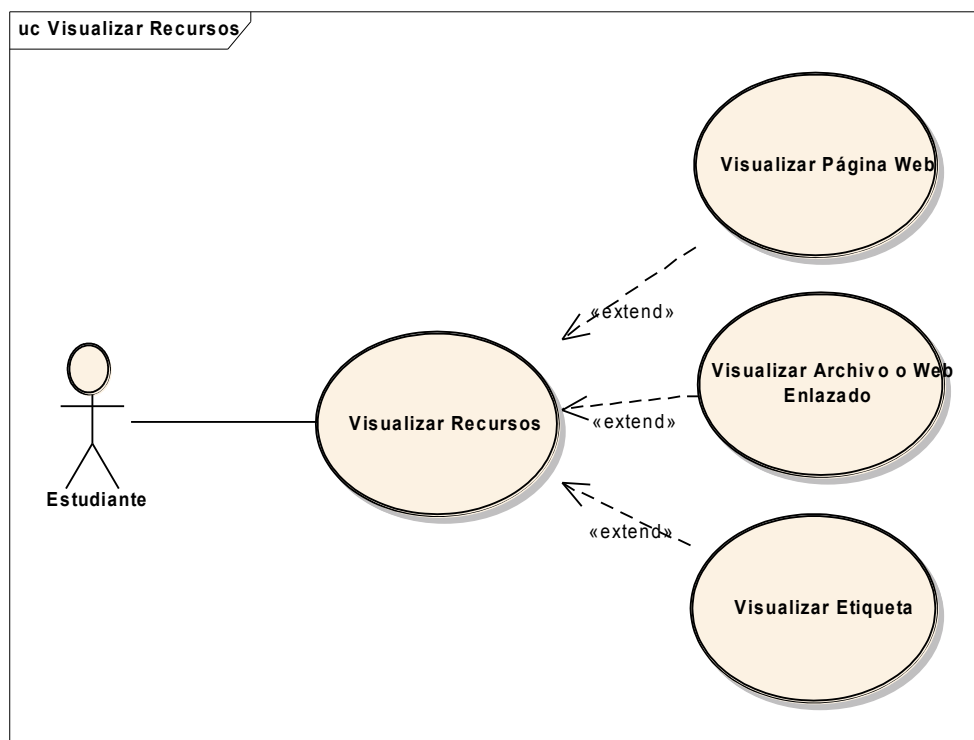 uc Visualizar Recursos
Visualizar Página Web
«extend»
Visualizar Archivo o Web
Enlazado
Visualizar Recursos
«extend»
Estudiante
«extend»
Visualizar Etiqueta